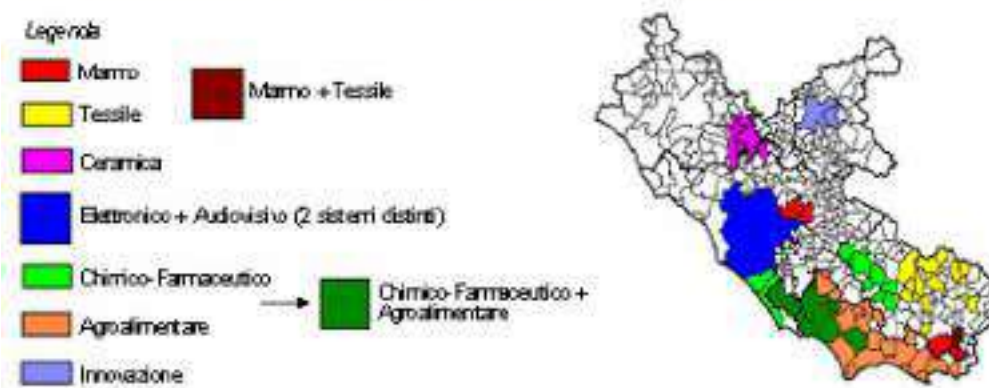 Legenda
Marmo
Marmo + Tessile
Tessile
Ceramica
Elettronico + Audiovisivo (2 sistemi distinti)
Chimico-Farmaceutico
Chimico-Farmaceutico +
Agroalimentare
Agroalimentare
Innovazione